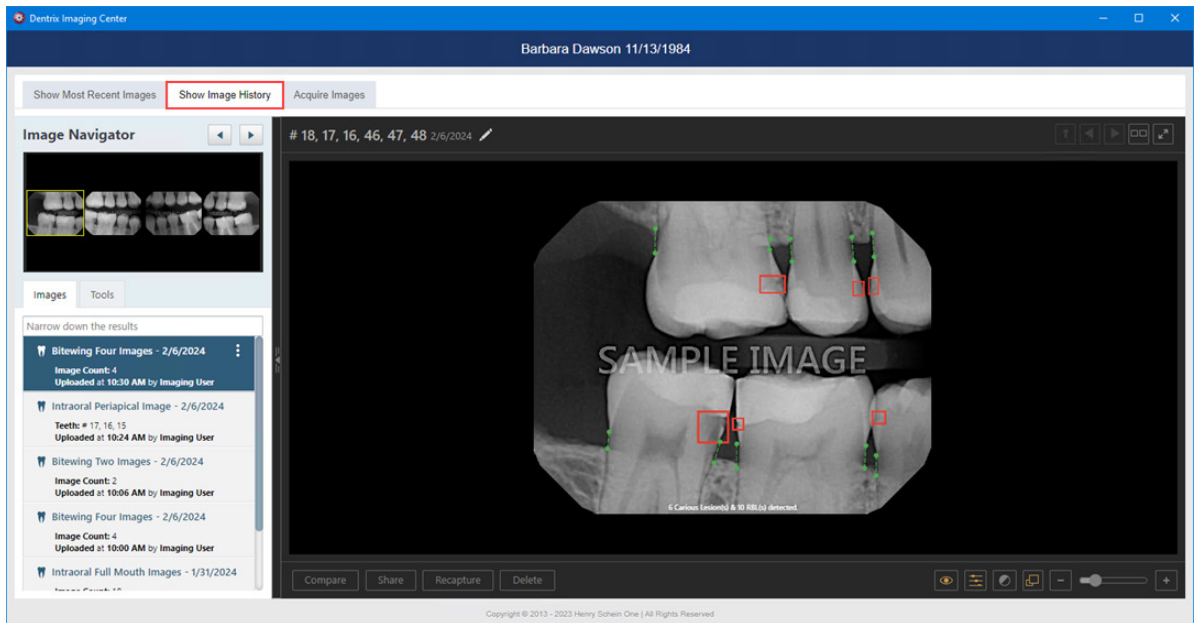 Dentrix Imaging Center
Barbara Dawson 11/13/1984
Show Most Recent Images
Show Image History
Acquire Images
Image Navigator
Images
Tools
Narrow down the results
Bitewing Four Images - 2/6/2024
Image Count: 4
Uploaded at 10:30 AM by Imaging User
Intraoral Periapical Image - 2/6/2024
Teeth: # 17, 16, 15
Uploaded at 10:24 AM by Imaging User
Bitewing Two Images - 2/6/2024
Image Count: 2
Uploaded at 10:06 AM by Imaging User
Bitewing Four Images - 2/6/2024
Image Count: 4
Uploaded at 10:00 AM by Imaging User
Intraoral Full Mouth Images - 1/31/2024
# 18, 17, 16, 46, 47, 48 2/6/2024
SAMPLE IMAGE
6 Carious Lesion(s) & 10 RBL(s) detected.
Compare
Share
Recapture
Delete
Copyright © 2013 - 2023 Henry Schein One | All Rights Reserved